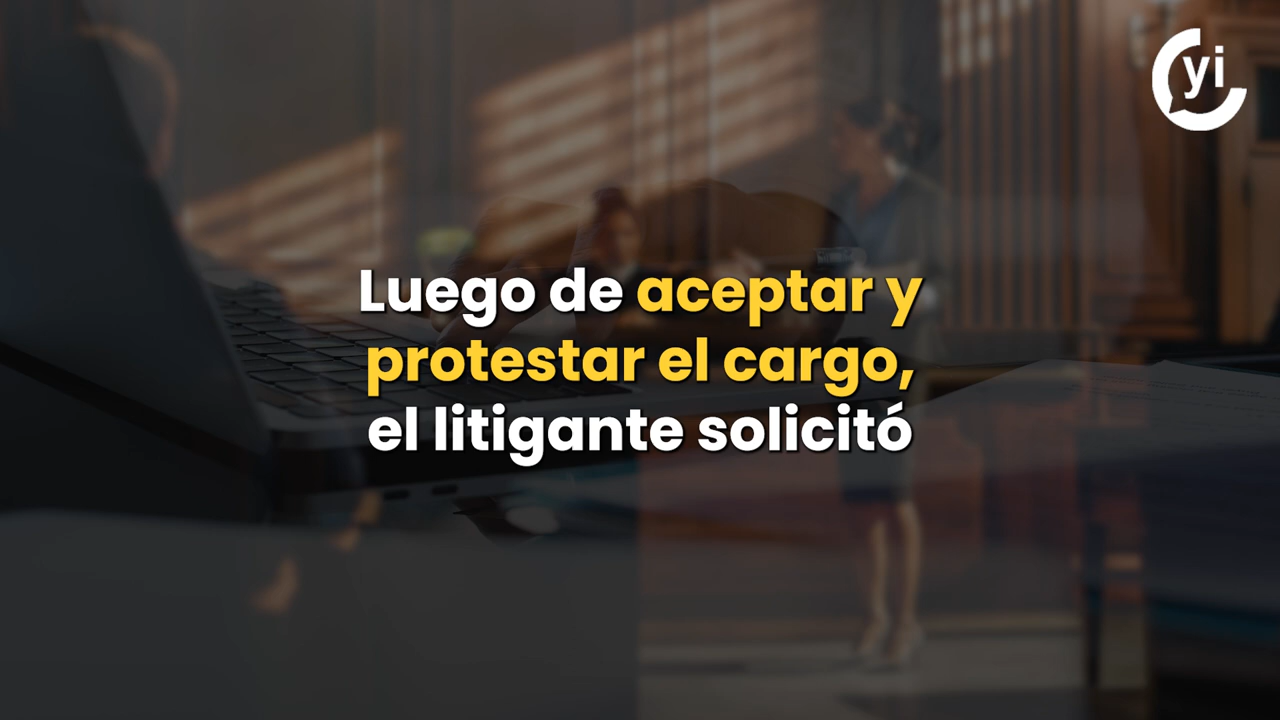 yi
Luego de aceptar y
protestar el cargo,
el litigante solicitó